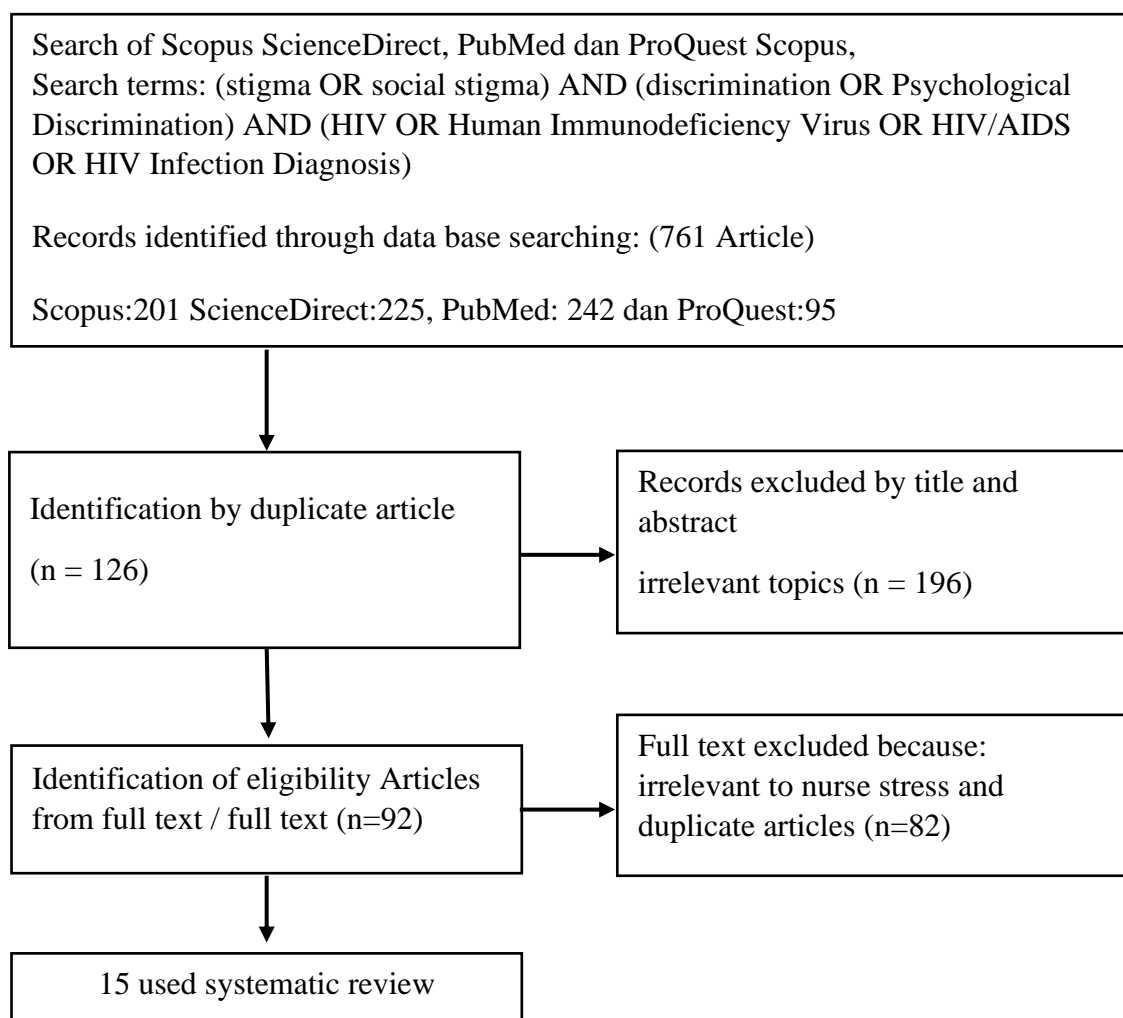 Search of Scopus ScienceDirect, PubMed dan ProQuest Scopus,
Search terms: (stigma OR social stigma) AND (discrimination OR Psychological
Discrimination) AND (HIV OR Human Immunodeficiency Virus OR HIV/AIDS
OR HIV Infection Diagnosis)
Records identified through data base searching: (761 Article)
Scopus:201 ScienceDirect:225, PubMed: 242 dan ProQuest:95
Identification by duplicate article
(n = 126)
Records excluded by title and
abstract
irrelevant topics (n = 196)
Identification of eligibility Articles
from full text / full text (n=92)
Full text excluded because:
irrelevant to nurse stress and
duplicate articles (n=82)
15 used systematic review